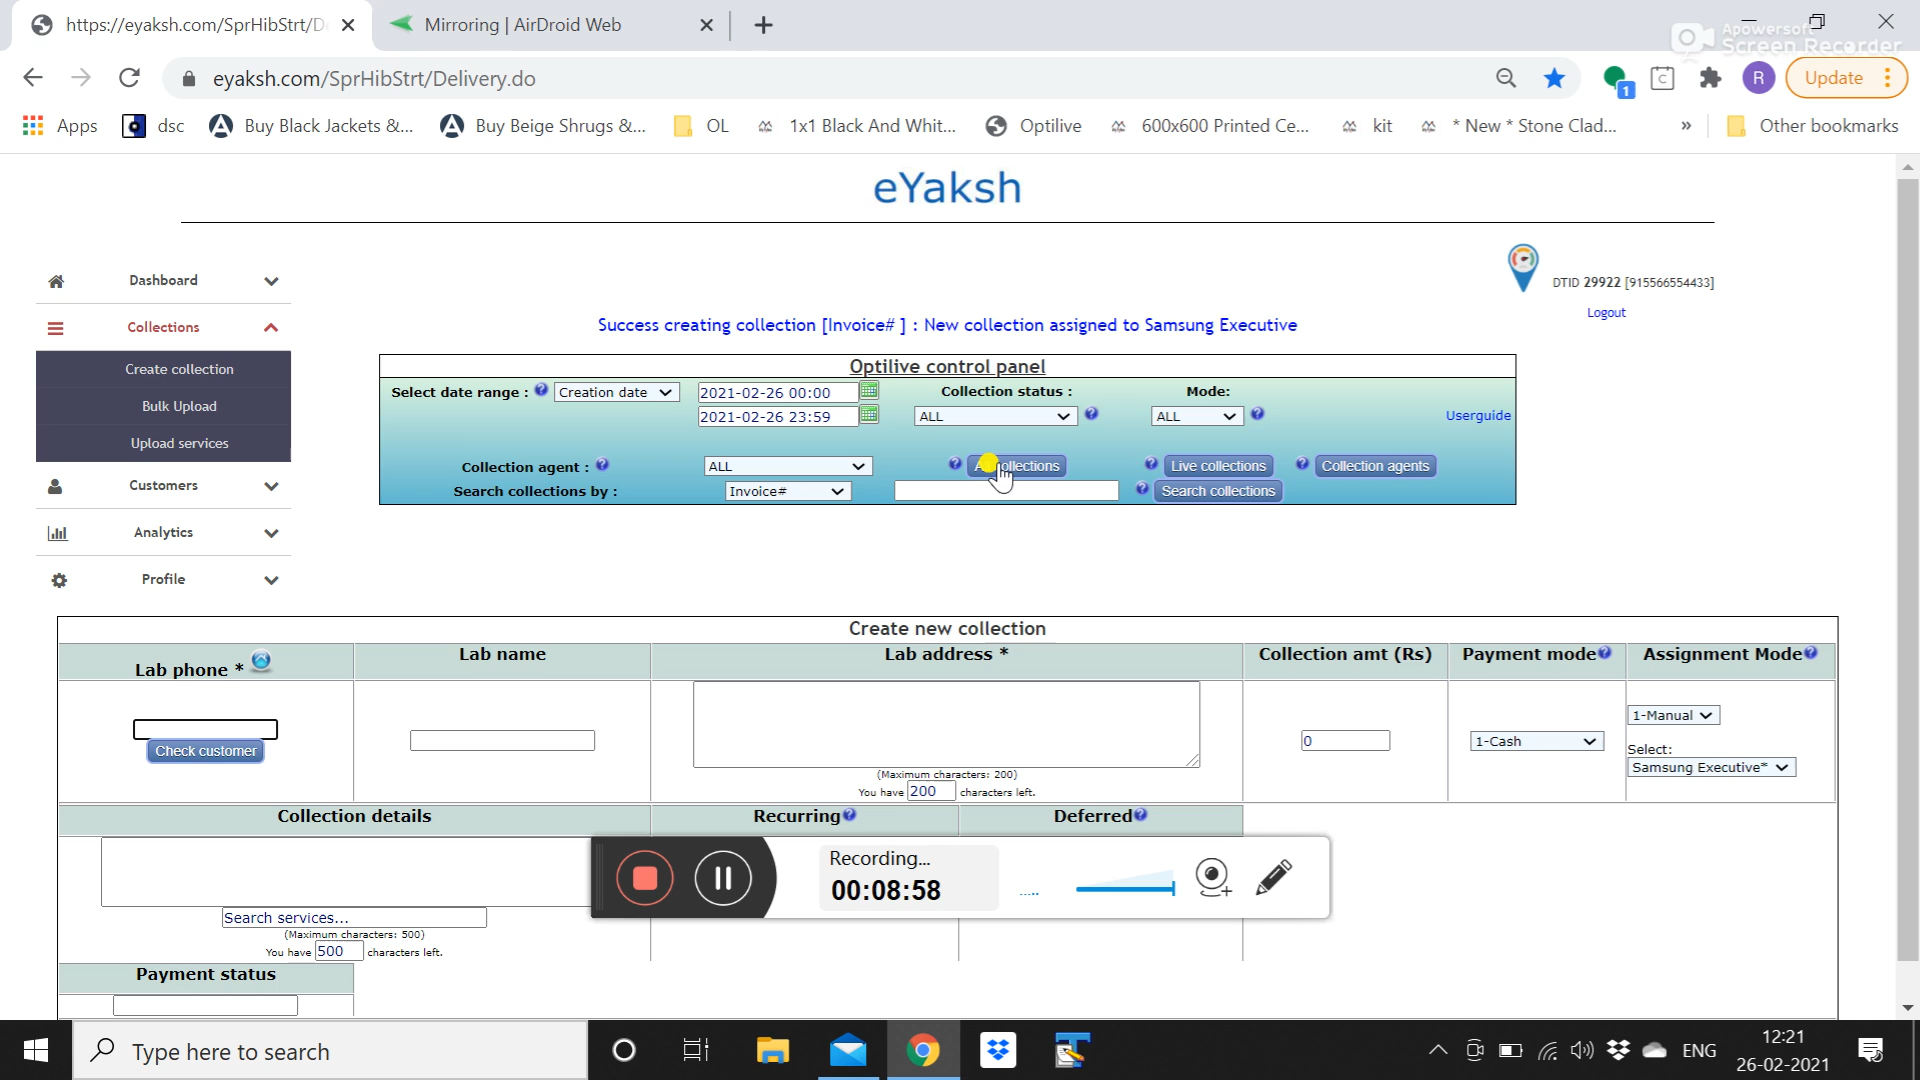 https://eyaksh.com/SprHibStrt/D
Mirroring | AirDroid Web
Apowersoft
Screen Recorder
eyaksh.com/SprHibStrt/Delivery.do
R
Update
1
Apps
dsc
Buy Black Jackets &...
Buy Beige Shrugs &...
OL
1x1 Black And Whit...
Optilive
600x600 Printed Ce...
kit
* New * Stone Clad...
»
Other bookmarks
eYaksh
Dashboard
DTID 29922 [915566554433]
Logout
Collections
Success creating collection [Invoice# ] : New collection assigned to Samsung Executive
Create collection
Bulk Upload
Upload services
Customers
Analytics
Profile
Optilive control panel
Select date range :
Creation date
2021-02-26 00:00
2021-02-26 23:59
Collection status :
ALL
Mode:
ALL
Userguide
Collection agent :
ALL
ollections
Live collections
Collection agents
Search collections by :
Invoice#
Search collections
Create new collection
Lab phone *
Lab name
Lab address *
Collection amt (Rs)
Payment mode
Assignment Mode
Check customer
(Maximum characters: 200)
You have 200 characters left.
0
1-Cash
1-Manual
Select:
Samsung Executive*
Collection details
Recurring
Deferred
Search services...
(Maximum characters: 500)
You have 500 characters left.
Payment status
Recording...
00:08:58
Type here to search
ENG
12:21
26-02-2021